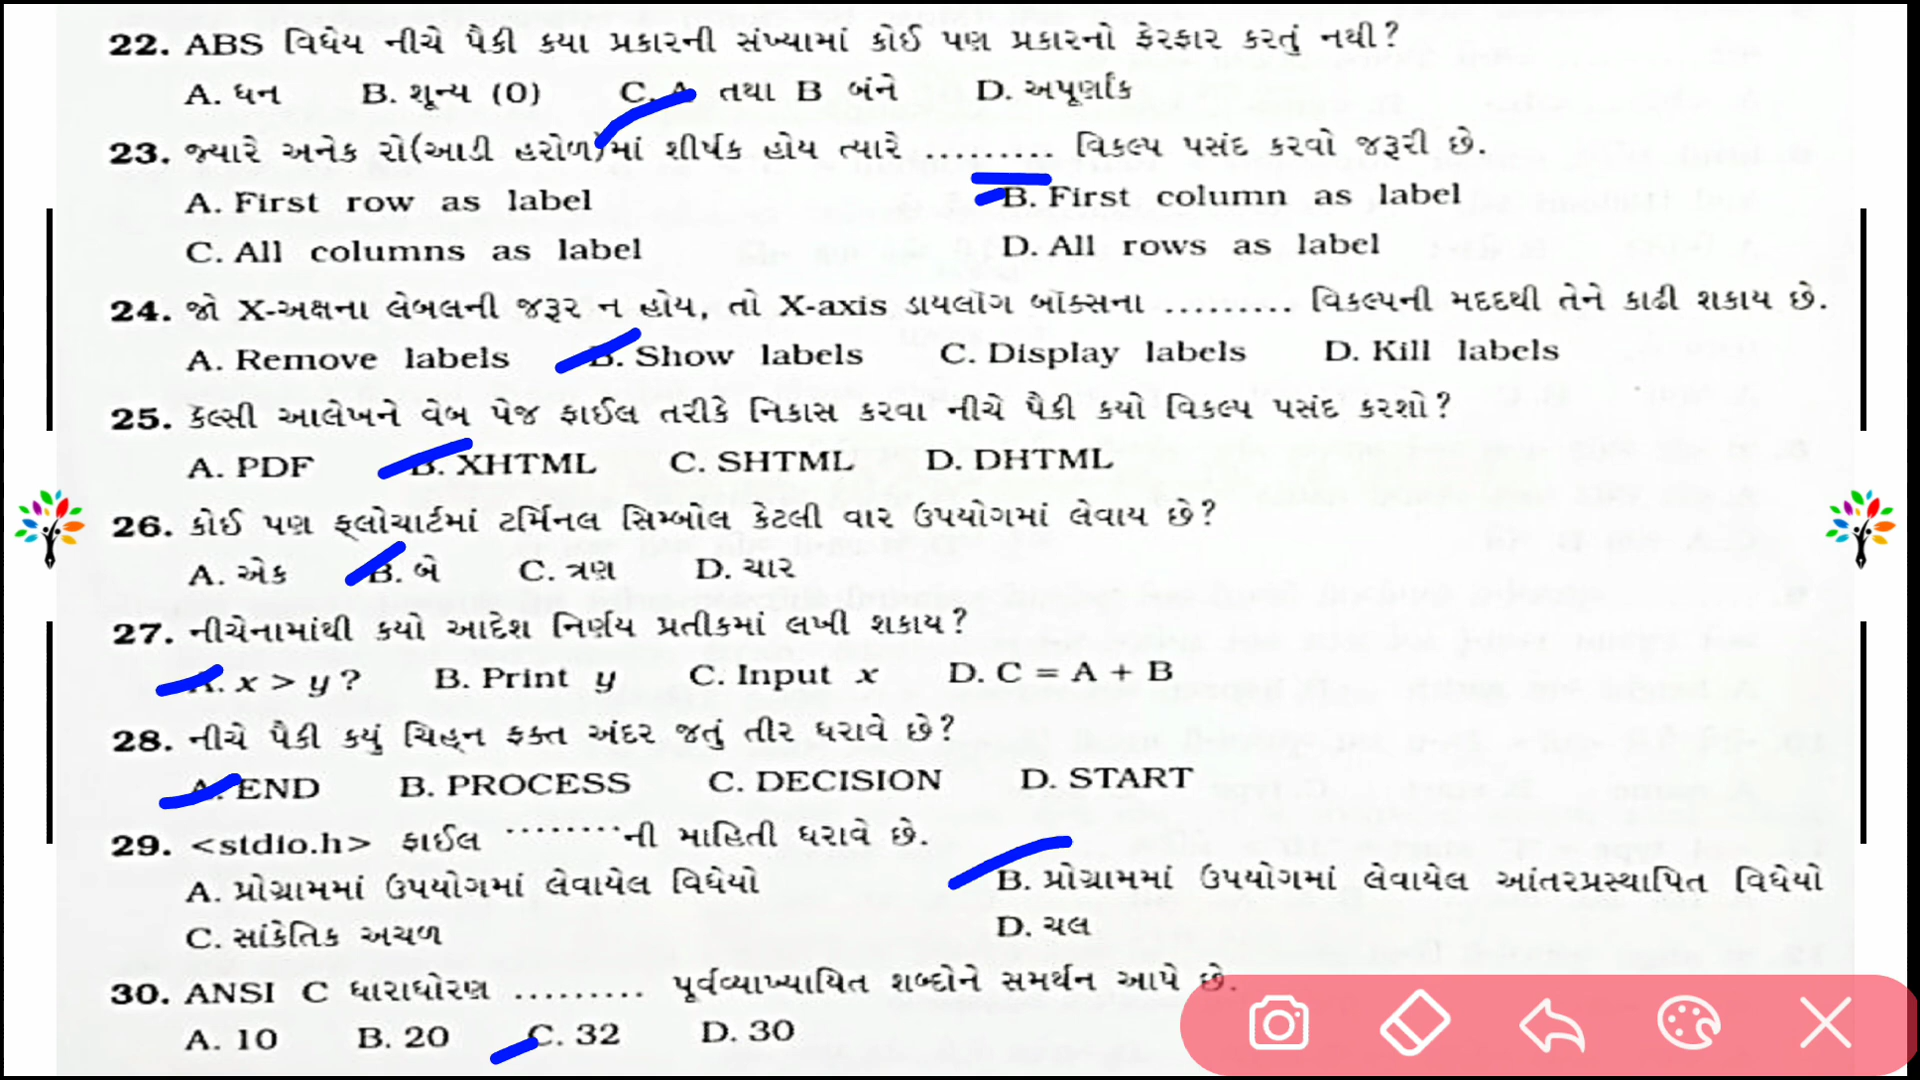 22. ABS વિધેય નીચે પૈકી કયા પ્રકારની સંખ્યામાં કોઈ પણ પ્રકારનો ફેરફાર કરતું નથી?
A. ધન B. શૂન્ય (0) C. A તથા B બંને D. અપૂર્ણાંક
23. જ્યારે અનેક રો(આડી હરોળ)માં શીર્ષક હોય ત્યારે ........... વિકલ્પ પસંદ કરવો જરૂરી છે.
A. First row as label B. First column as label
C. All columns as label D. All rows as label
24. જો X-અક્ષના લેબલની જરૂર ન હોય, તો X-axis ડાયલૉગ બૉક્સના ......... વિકલ્પની મદદથી તેને કાઢી શકાય છે.
A. Remove labels B. Show labels C. Display labels D. Kill labels
25. કૅલ્સી આલેખને વેબ પેજ ફાઈલ તરીકે નિકાસ કરવા નીચે પૈકી કયો વિકલ્પ પસંદ કરશો?
A. PDF B. XHTML C. SHTML D. DHTML
26. કોઈ પણ ફ્લોચાર્ટમાં ટર્મિનલ સિમ્બોલ કેટલી વાર ઉપયોગમાં લેવાય છે?
A. એક B. બે C. ત્રણ D. ચાર
27. નીચેનામાંથી કયો આદેશ નિર્ણય પ્રતીકમાં લખી શકાય?
A. x > y ? B. Print y C. Input x D. C = A + B
28. નીચે પૈકી કયું ચિહ્ન ફક્ત અંદર જતું તીર ધરાવે છે?
A. END B. PROCESS C. DECISION D. START
29. <stdio.h> ફાઈલ ........ની માહિતી ધરાવે છે.
A. પ્રોગ્રામમાં ઉપયોગમાં લેવાયેલ વિધેયો B. પ્રોગ્રામમાં ઉપયોગમાં લેવાયેલ આંતરપ્રસ્થાપિત વિધેયો
C. સાંકેતિક અચળ D. ચલ
30. ANSI C ધારાધોરણ ......... પૂર્વવ્યાખ્યાયિત શબ્દોને સમર્થન આપે છે.
A. 10 B. 20 C. 32 D. 30